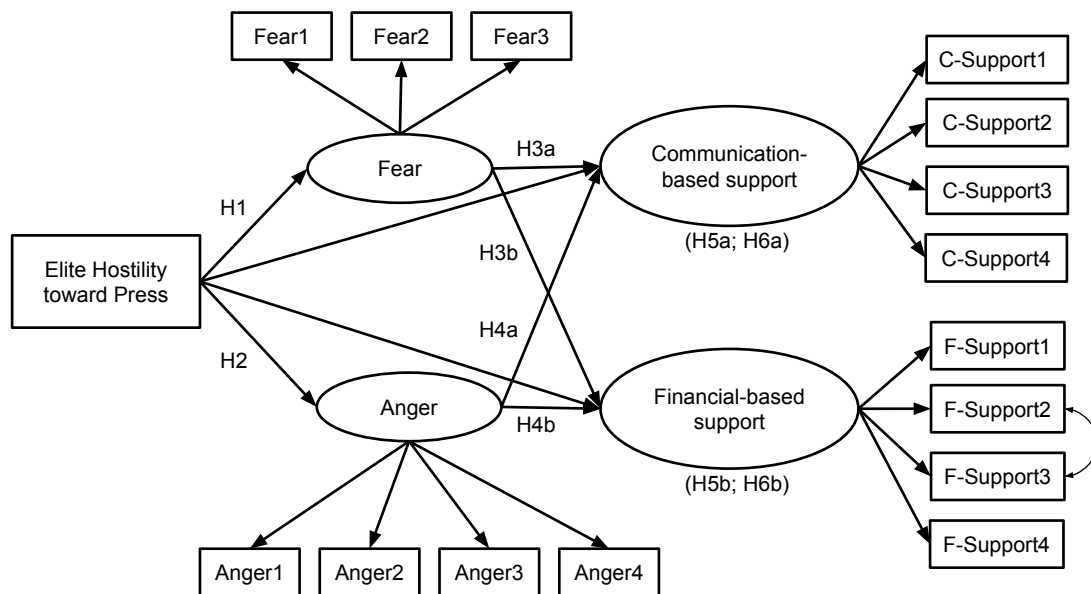 Fear1
Fear2
Fear3
C-Support1
C-Support2
C-Support3
C-Support4
H3a
Fear
Communication-
based support
(H5a; H6a)
H1
H3b
Elite Hostility
toward Press
H4a
H2
Anger
H4b
Financial-based
support
(H5b; H6b)
F-Support1
F-Support2
F-Support3
F-Support4
Anger1
Anger2
Anger3
Anger4